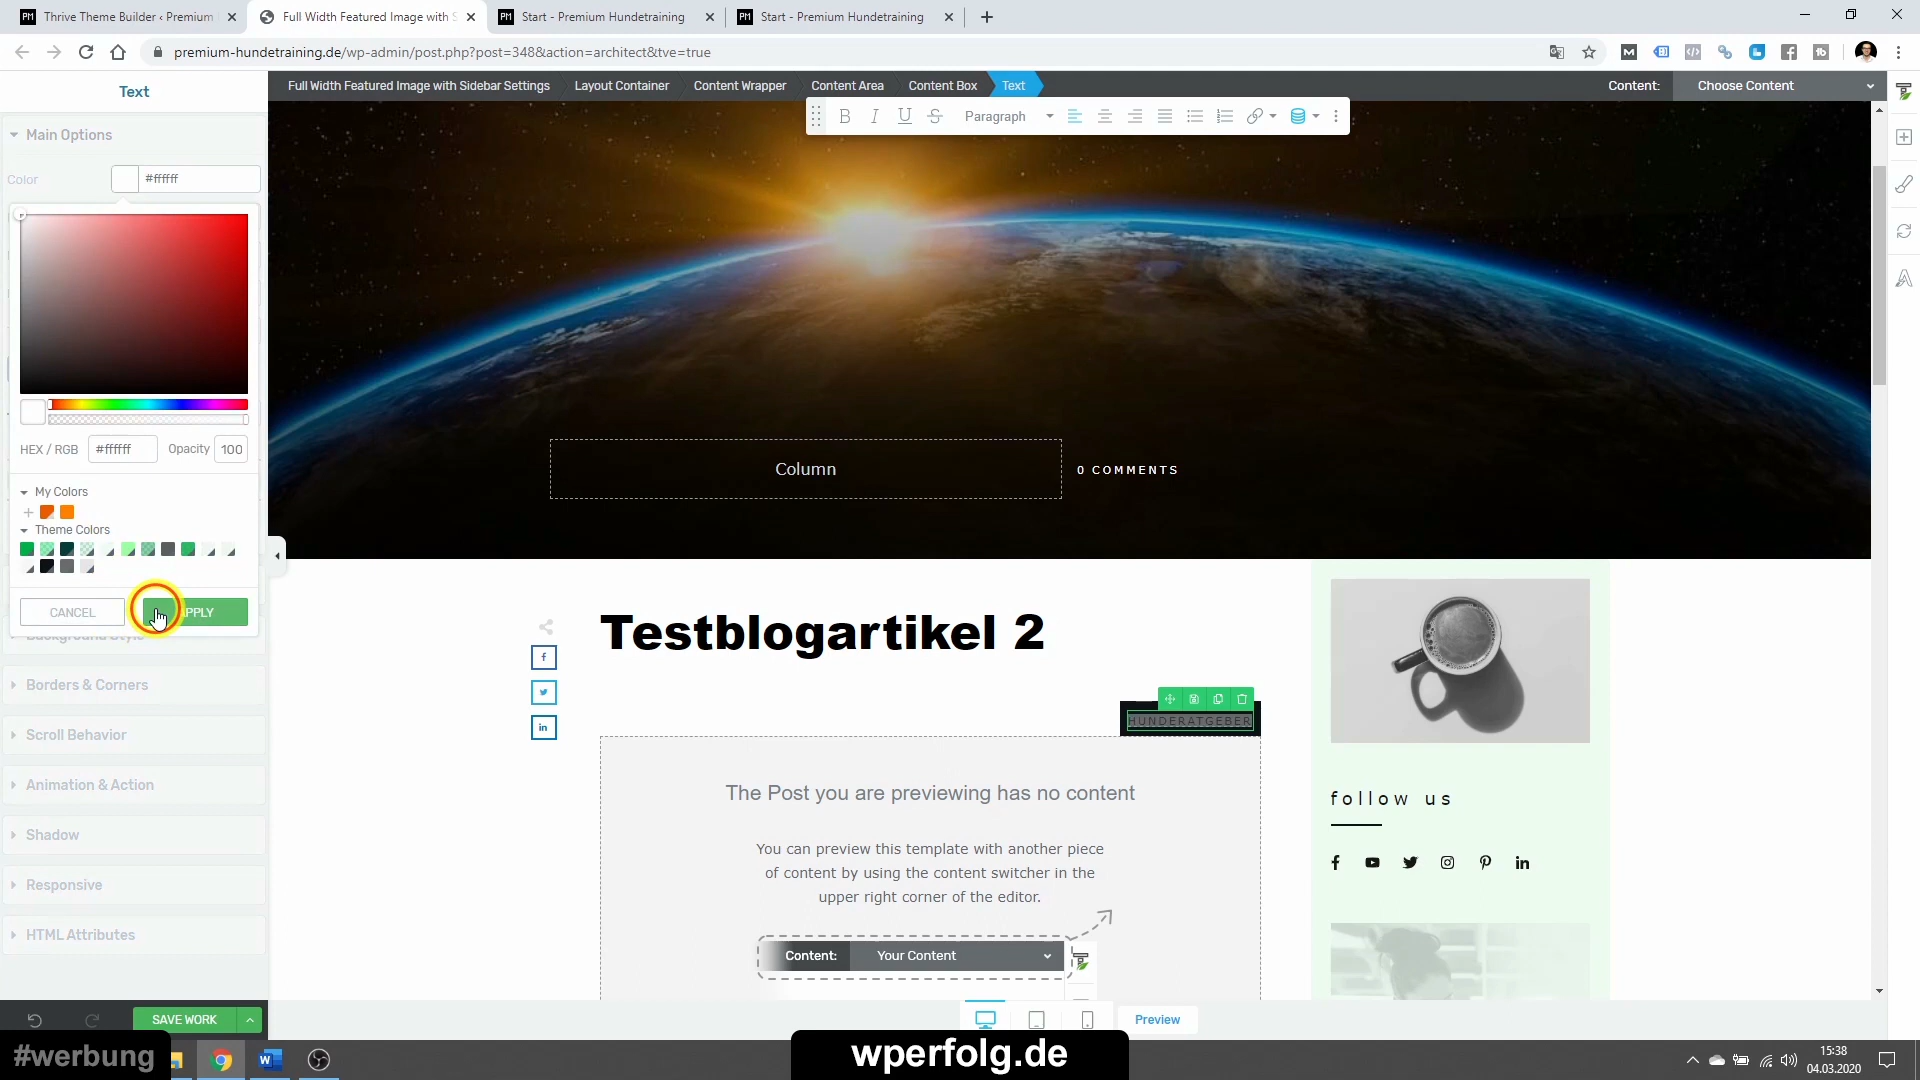 Thrive Theme Builder ‹ Premium
Full Width Featured Image with S
PM Start - Premium Hundetraining
PM Start - Premium Hundetraining
premium-hundetraining.de/wp-admin/post.php?post=348&action=architect&tve=true
Text
Full Width Featured Image with Sidebar Settings
Layout Container
Content Wrapper
Content Area
Content Box
Text
Content:
Choose Content
Main Options
B I U S Paragraph
Color
#ffffff
HEX / RGB
#ffffff
Opacity
100
My Colors
Theme Colors
CANCEL
PPLY
Background Style
Borders & Corners
Scroll Behavior
Animation & Action
Shadow
Responsive
HTML Attributes
SAVE WORK
Column
0 COMMENTS
Testblogartikel 2
HUNDERATGEBER
The Post you are previewing has no content
You can preview this template with another piece
of content by using the content switcher in the
upper right corner of the editor.
Content:
Your Content
follow us
Preview
#werbung
wperfolg.de
15:38
04.03.2020